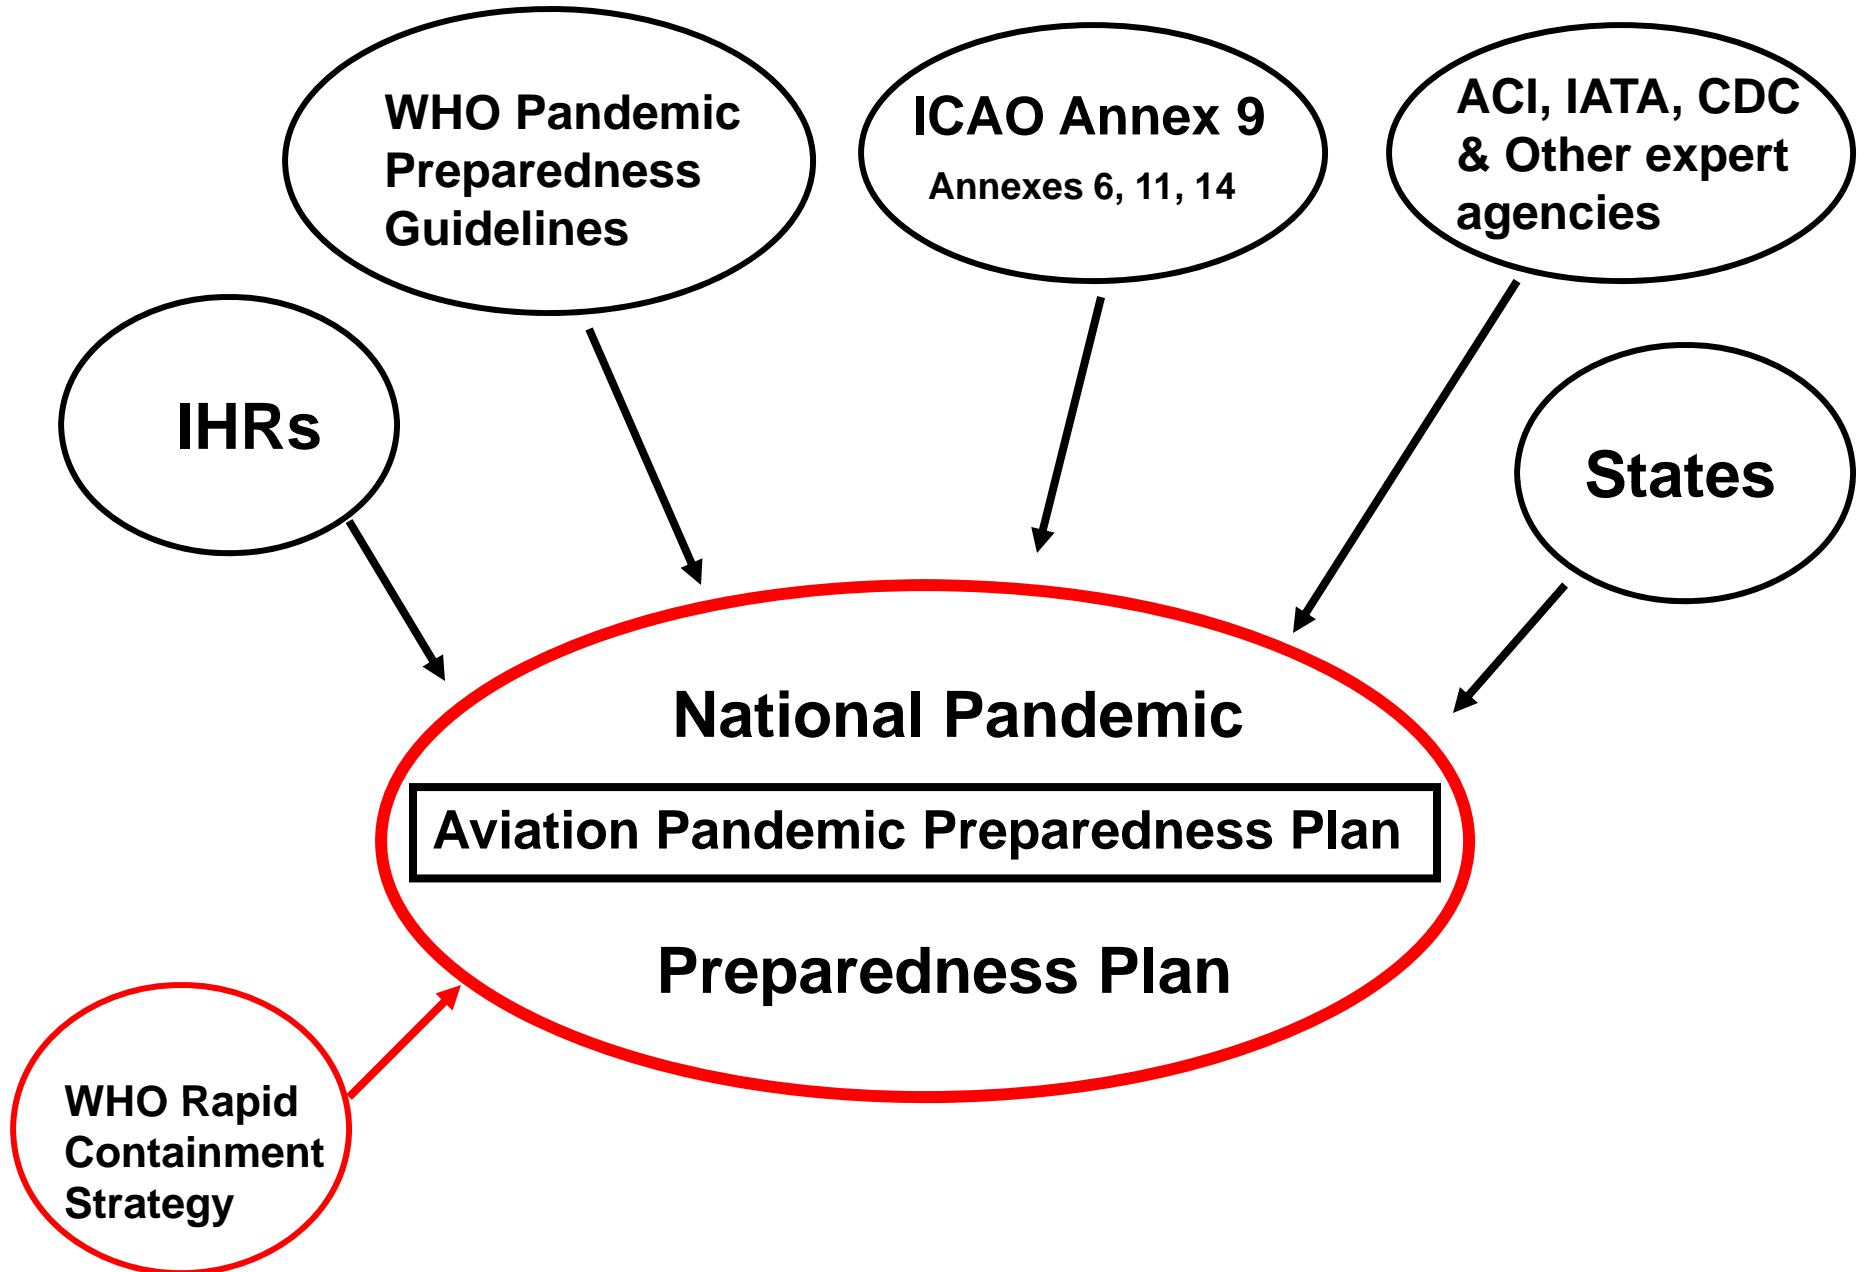 WHO Pandemic
Preparedness
Guidelines
ICAO Annex 9
Annexes 6, 11, 14
ACI, IATA, CDC
& Other expert
agencies
IHRs
States
National Pandemic
Aviation Pandemic Preparedness Plan
Preparedness Plan
WHO Rapid
Containment
Strategy